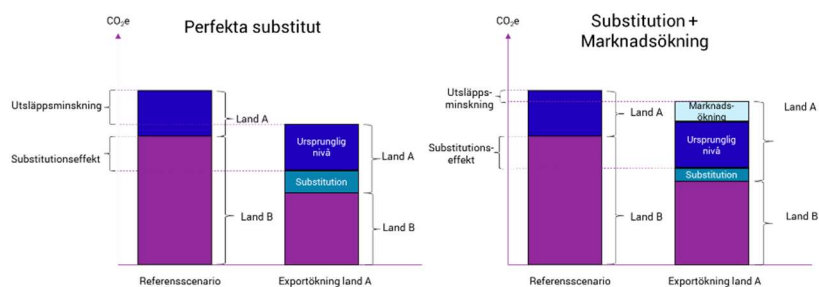 Perfekta substitut
CO₂e
Utsläppsminskning
Substitutionseffekt
Land A
Land B
Ursprunglig
nivå
Substitution
Land A
Land B
Referensscenario
Exportökning land A
Substitution +
Marknadsökning
CO₂e
Utsläpps-
minskning
Substitutions-
effekt
Land A
Land B
Marknads-
ökning
Ursprunglig
nivå
Substitution
Land A
Land B
Referensscenario
Exportökning land A